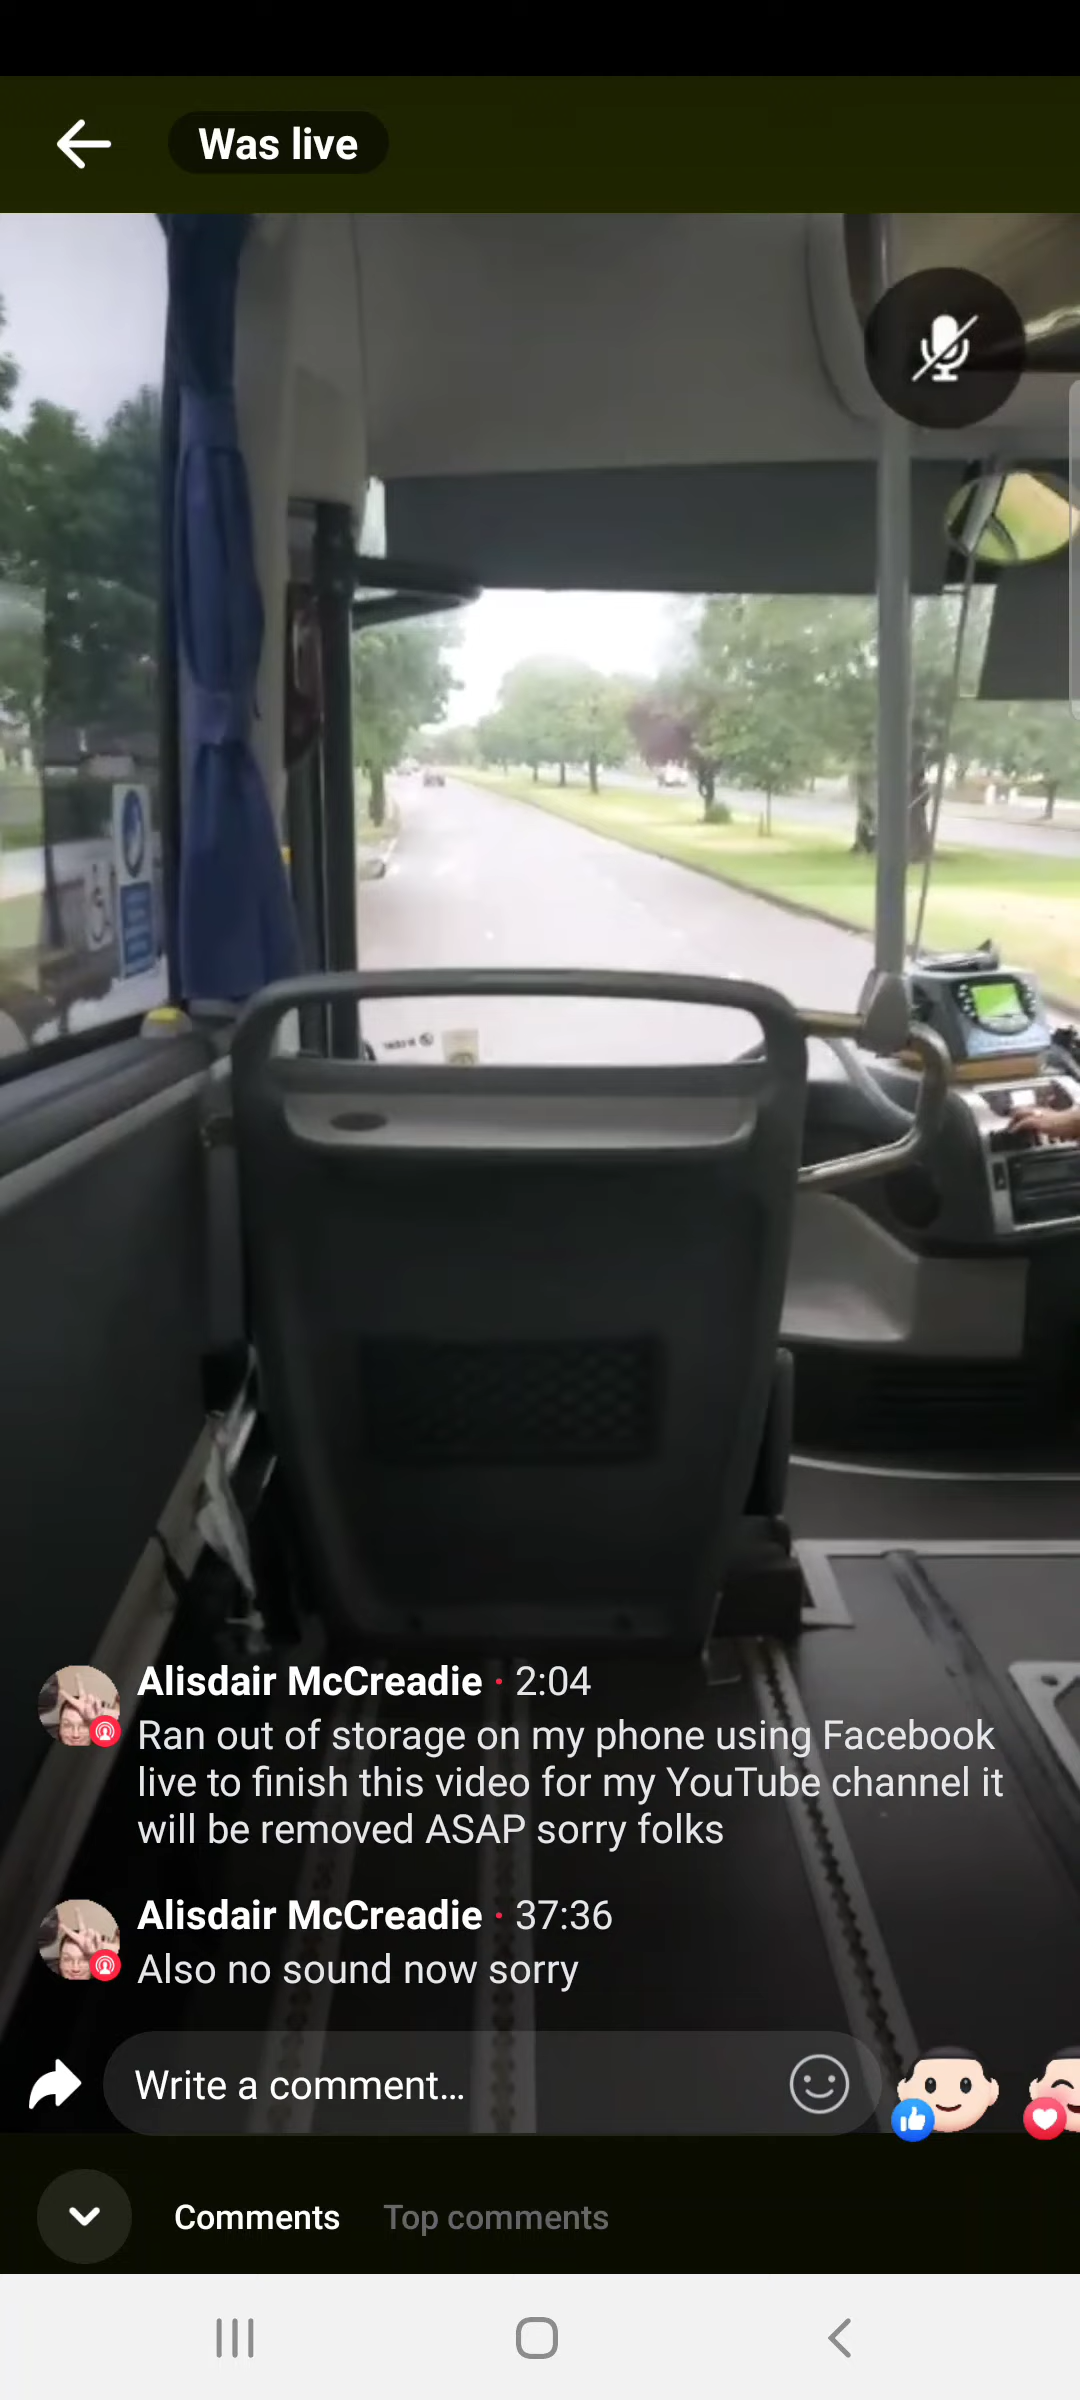 Was live
Alisdair McCreadie · 2:04
Ran out of storage on my phone using Facebook
live to finish this video for my YouTube channel it
will be removed ASAP sorry folks
Alisdair McCreadie · 37:36
Also no sound now sorry
Write a comment...
Comments Top comments